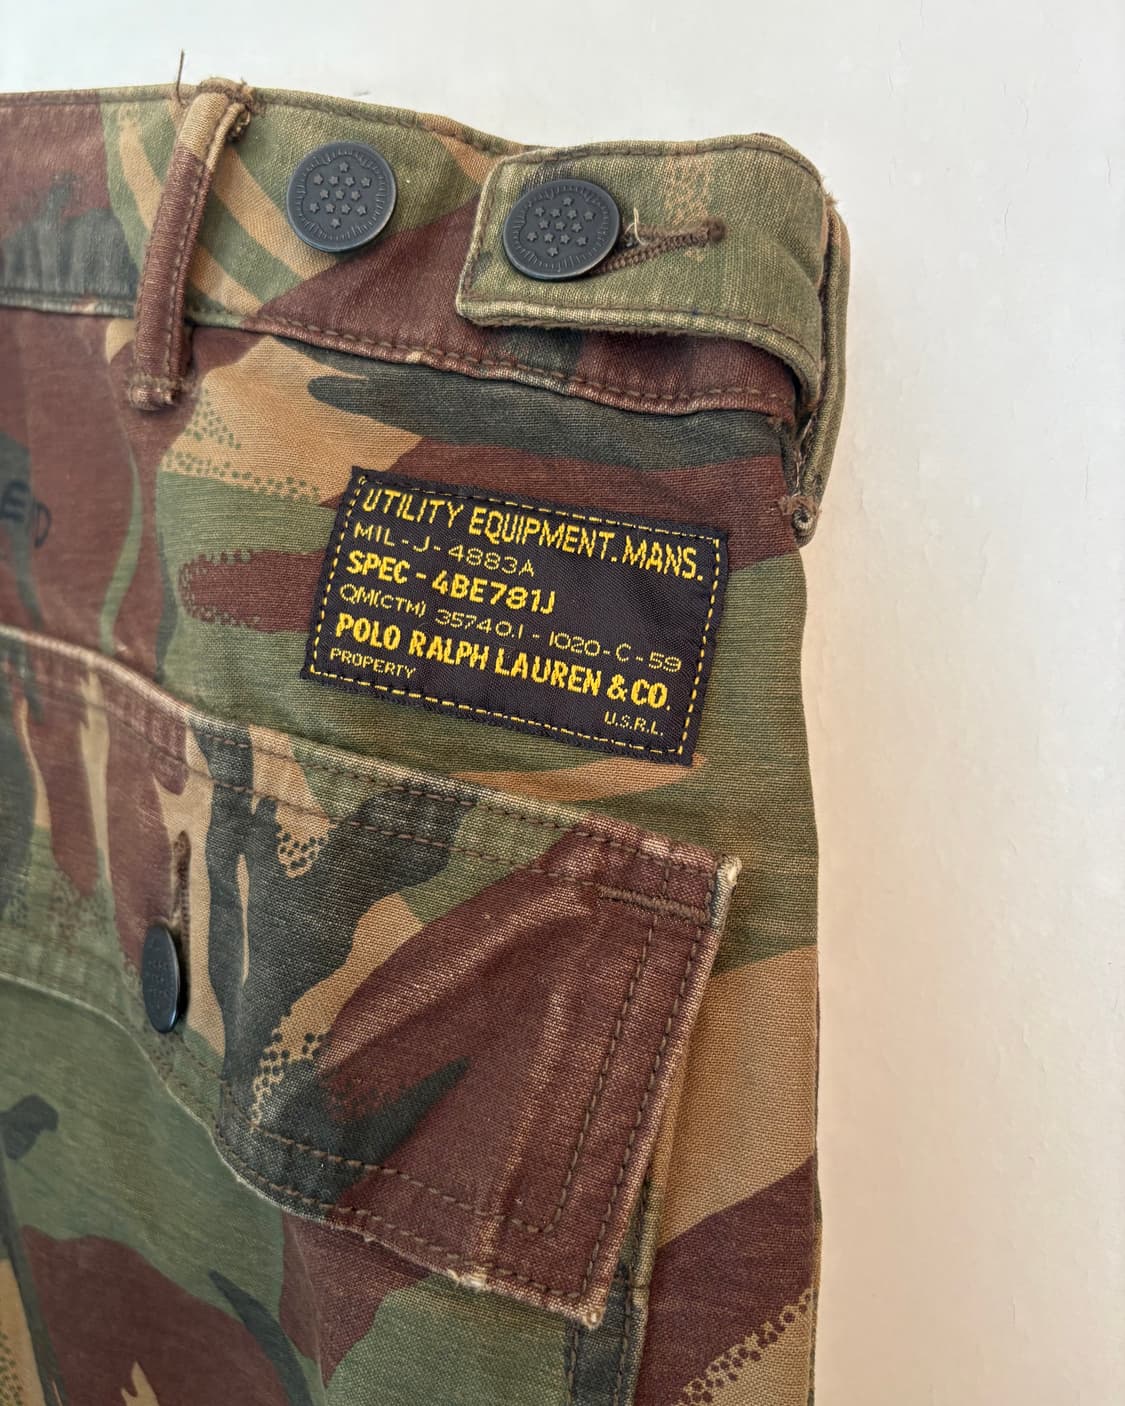 UTILITY EQUIPMENT. MANS.
MIL-J-4883A
SPEC-4BE781J
QM(CTM) 35740.1-1020-C-59
POLO RALPH LAUREN & CO.
PROPERTY
U.S.R.L.